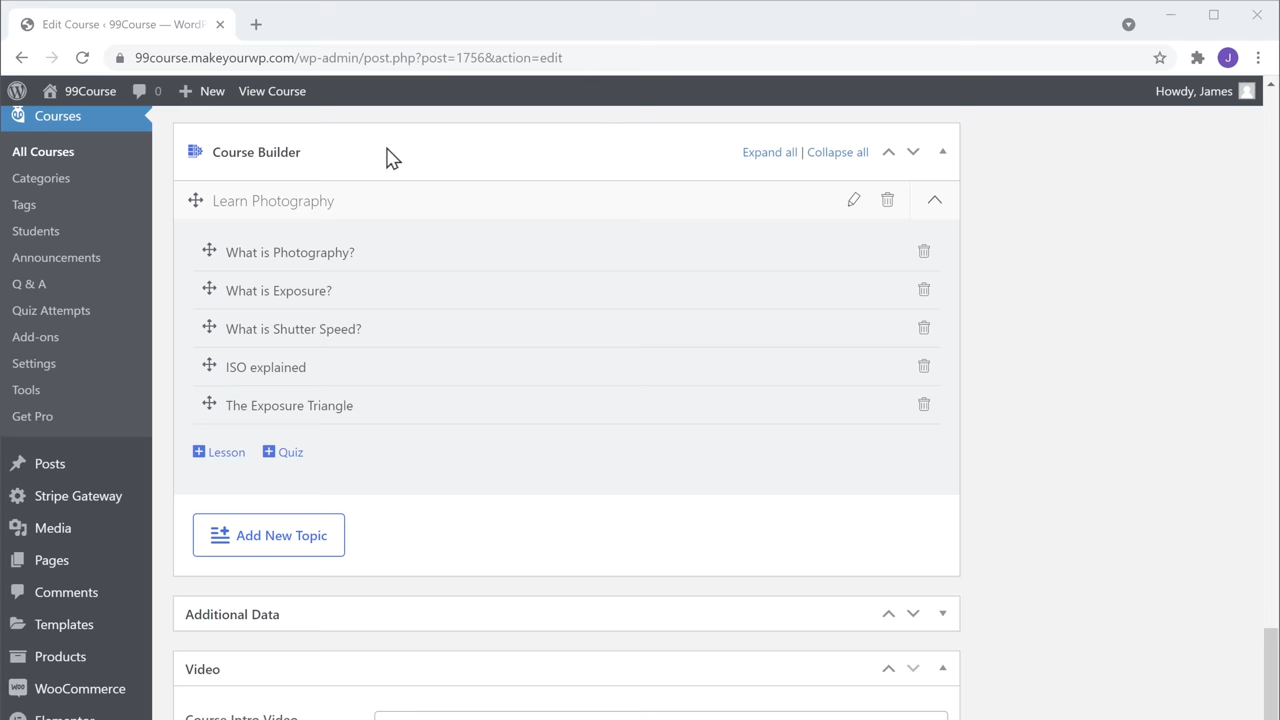 Edit Course ‹ 99Course — WordP
99course.makeyourwp.com/wp-admin/post.php?post=1756&action=edit
J
99Course 0 New View Course
Howdy, James
Courses
All Courses
Categories
Tags
Students
Announcements
Q & A
Quiz Attempts
Add-ons
Settings
Tools
Get Pro
Posts
Stripe Gateway
Media
Pages
Comments
Templates
Products
WooCommerce
Elementor
Course Builder
Expand all | Collapse all
Learn Photography
What is Photography?
What is Exposure?
What is Shutter Speed?
ISO explained
The Exposure Triangle
Lesson Quiz
Add New Topic
Additional Data
Video
Course Intro Video